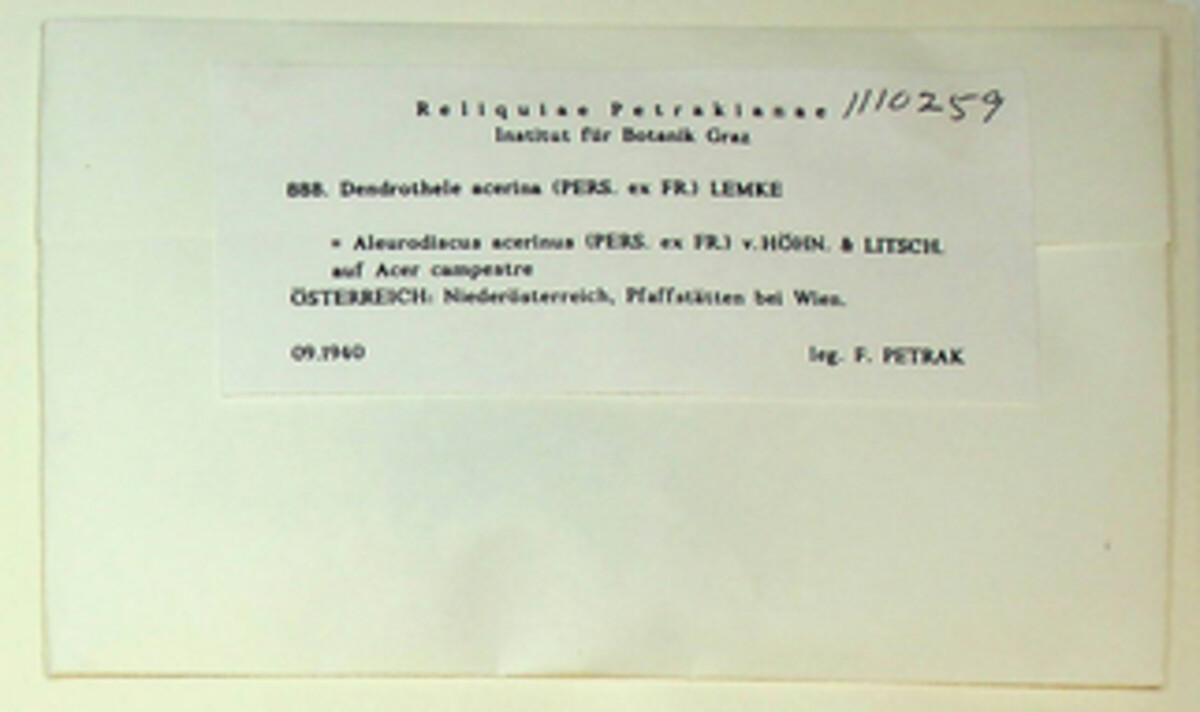 Reliquiae Petrakianae 1110259
Institut für Botanik Graz
888. Dendrothele acerina (PERS. ex FR.) LEMKE
= Aleurodiscus acerinus (PERS. ex FR.) v. HÖHN. & LITSCH.
auf Acer campestre
ÖSTERREICH: Niederösterreich, Pfaffstätten bei Wien.
09.1940 leg. F. PETRAK